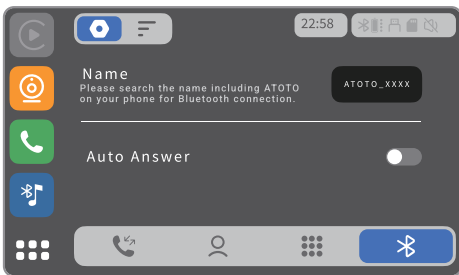 22:58
Name
Please search the name including ATOTO
on your phone for Bluetooth connection.
ATOTO_XXXX
Auto Answer